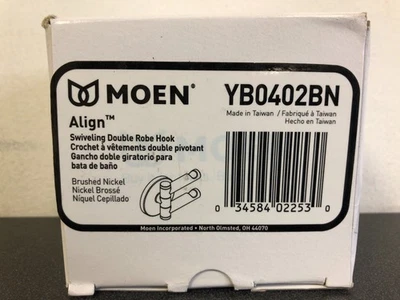 MOEN®
Align™
Swiveling Double Robe Hook
Crochet à vêtements double pivotant
Gancho doble giratorio para
bata de baño
Brushed Nickel
Nickel Brossé
Níquel Cepillado
YB0402BN
Made in Taiwan / Fabriqué à Taiwan
Hecho en Taiwan
0 34584 02253 0
Moen Incorporated • North Olmsted, OH 44070